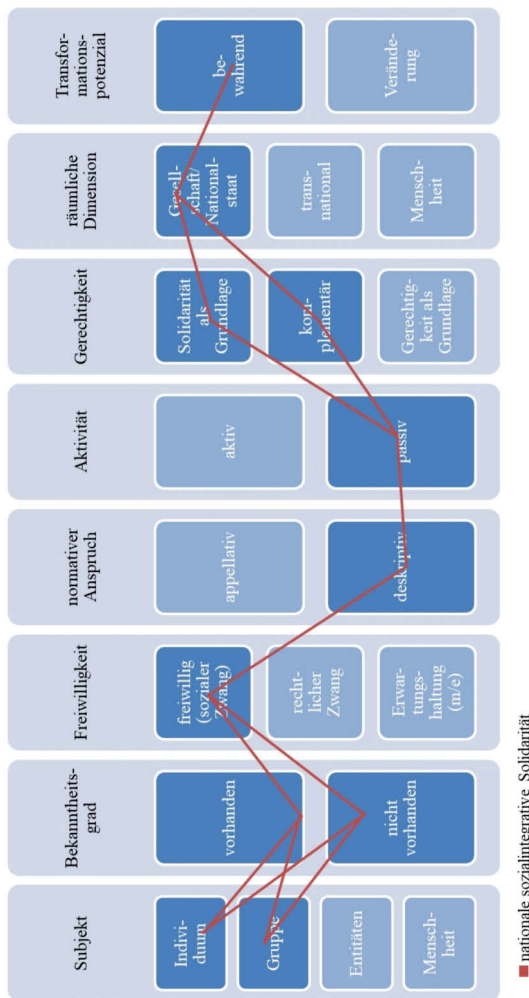 Subjekt
Indivi-
duum
Gruppe
Entitäten
Mensch-
heit
Bekanntheits-
grad
vorhanden
nicht
vorhanden
Freiwilligkeit
freiwillig
(sozialer
Zwang)
recht-
licher
Zwang
Erwar-
tungs-
haltung
(m/e)
normativer
Anspruch
appellativ
deskriptiv
Aktivität
aktiv
passiv
Gerechtigkeit
Solidarität
als
Grundlage
kom-
plementär
Gerechtig-
keit als
Grundlage
räumliche
Dimension
Gesell-
schaft/
National-
staat
trans-
national
Mensch-
heit
Transfor-
mations-
potenzial
be-
wahrend
Verände-
rung
nationale sozialintegrative Solidarität